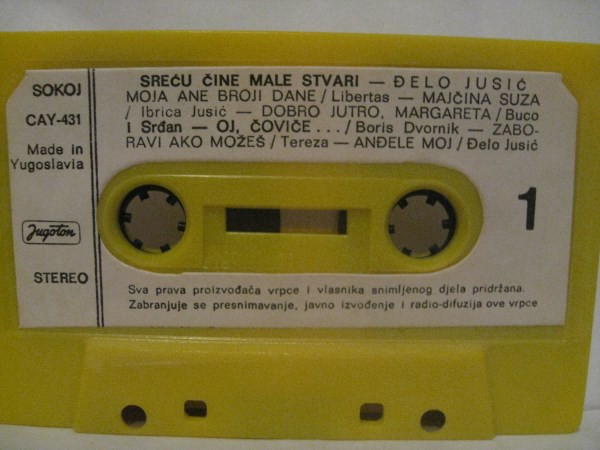 SOKOJ
CAY-431
Made in
Yugoslavia
Jugoton
STEREO
SREĆU ČINE MALE STVARI — ĐELO JUSIĆ
MOJA ANE BROJI DANE / Libertas — MAJČINA SUZA
/ Ibrica Jusić — DOBRO JUTRO, MARGARETA / Buco
i Srđan — OJ, ČOVIČE . . . / Boris Dvornik — ZABO-
RAVI AKO MOŽEŠ / Tereza — ANĐELE MOJ / Đelo Jusić
1
Sva prava proizvođača vrpce i vlasnika snimljenog djela pridržana.
Zabranjuje se presnimavanje, javno izvođenje i radio-difuzija ove vrpce